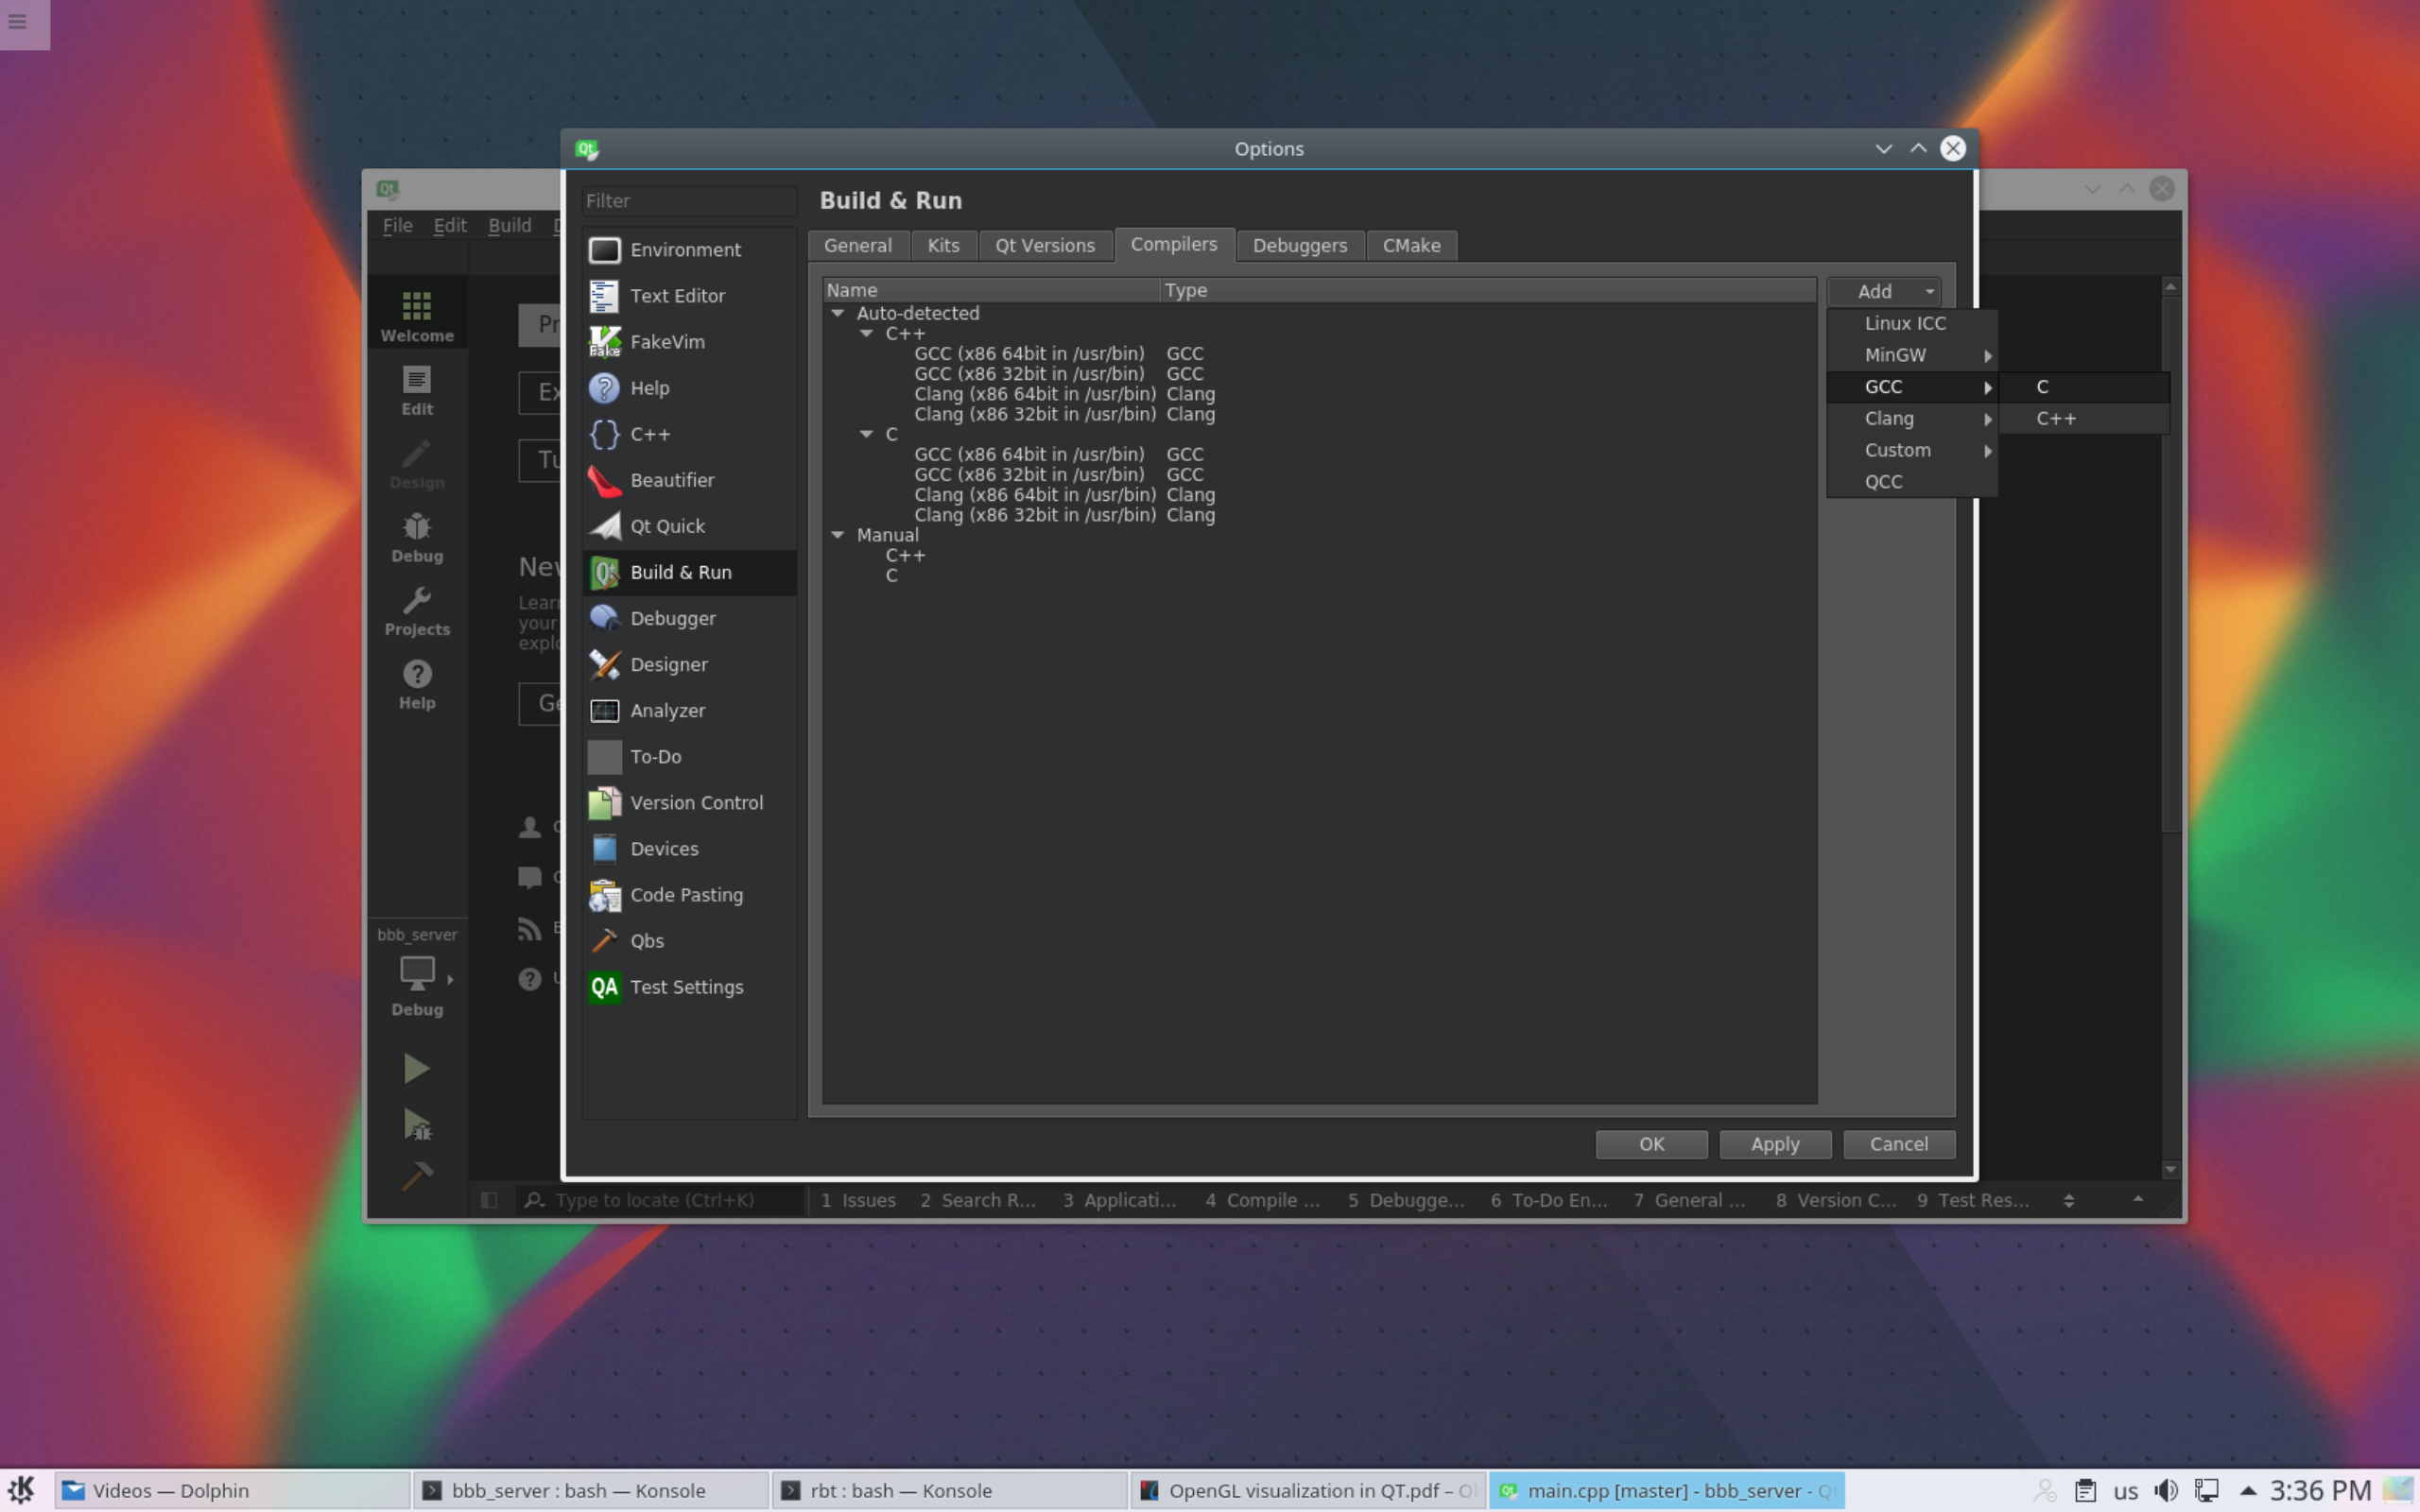 Options
Filter
Build & Run
File Edit Build
General Kits Qt Versions Compilers Debuggers CMake
Environment
Text Editor
FakeVim
Help
C++
Beautifier
Qt Quick
Build & Run
Debugger
Designer
Analyzer
To-Do
Version Control
Devices
Code Pasting
Qbs
QA Test Settings
Name Type
Auto-detected
C++
GCC (x86 64bit in /usr/bin) GCC
GCC (x86 32bit in /usr/bin) GCC
Clang (x86 64bit in /usr/bin) Clang
Clang (x86 32bit in /usr/bin) Clang
C
GCC (x86 64bit in /usr/bin) GCC
GCC (x86 32bit in /usr/bin) GCC
Clang (x86 64bit in /usr/bin) Clang
Clang (x86 32bit in /usr/bin) Clang
Manual
C++
C
Add
Linux ICC
MinGW
GCC
Clang
Custom
QCC
C
C++
OK Apply Cancel
Welcome
Edit
Design
Debug
Projects
Help
bbb_server
Debug
your
Type to locate (Ctrl+K) 1 Issues 2 Search R... 3 Applicati... 4 Compile ... 5 Debugge... 6 To-Do En... 7 General ... 8 Version C... 9 Test Res...
Videos — Dolphin bbb_server : bash — Konsole rbt : bash — Konsole OpenGL visualization in QT.pdf – main.cpp [master] - bbb_server - us 3:36 PM